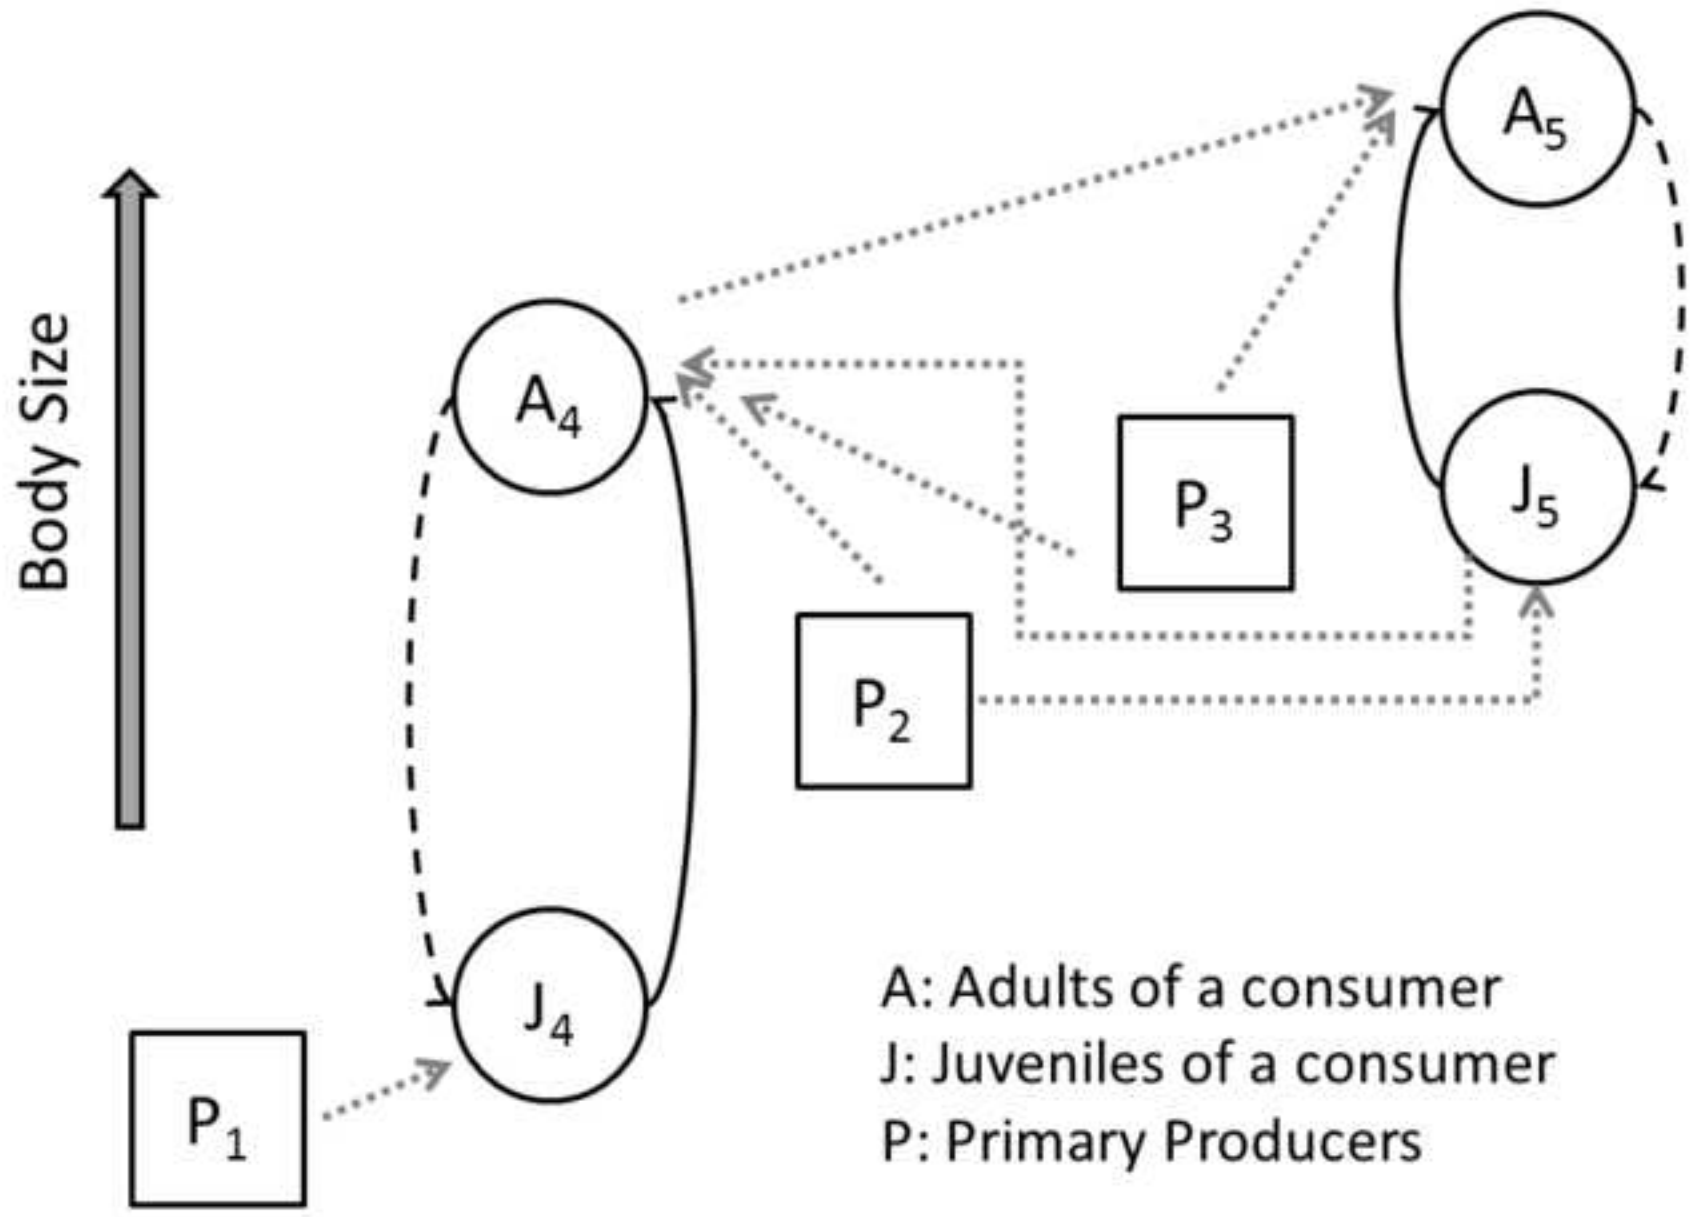 Body Size
A₅
A₄
P₃
J₅
P₂
J₄
P₁
A: Adults of a consumer
J: Juveniles of a consumer
P: Primary Producers